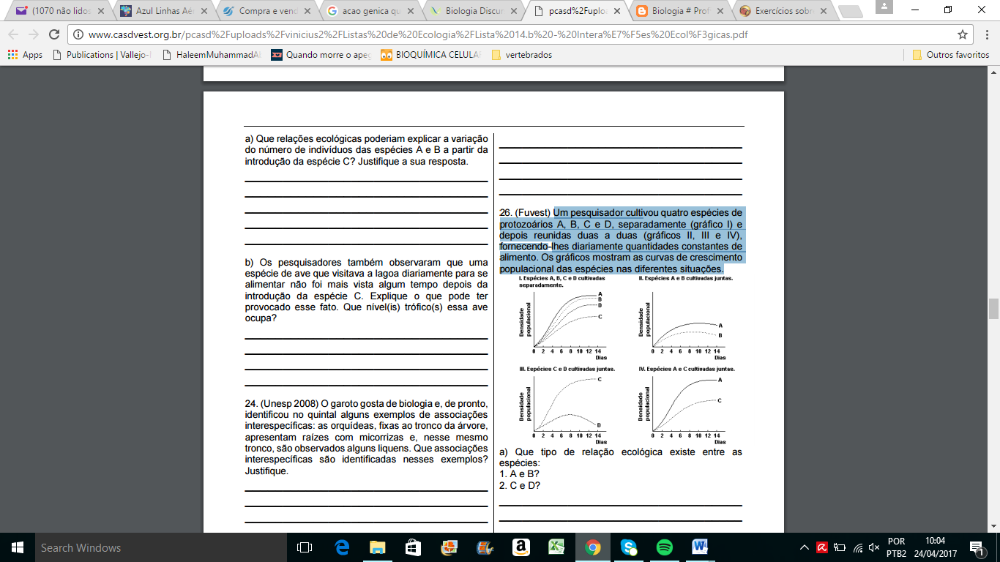 (1070 não lidos
Azul Linhas Aé
Compra e vend
acao genica qu
Biologia Discur
pcasd%2Fuploa
Biologia # Prof
Exercícios sobr
www.casdvest.org.br/pcasd%2Fuploads%2Fvinicius2%2FListas%20de%20Ecologia%2FLista%2014.b%20-%20Intera%E7%F5es%20Ecol%F3gicas.pdf
Apps
Publications | Vallejo-
HaleemMuhammadA
Quando morre o ape
BIOQUÍMICA CELULA
vertebrados
Outros favoritos
a) Que relações ecológicas poderiam explicar a variação
do número de indivíduos das espécies A e B a partir da
introdução da espécie C? Justifique a sua resposta.
b) Os pesquisadores também observaram que uma
espécie de ave que visitava a lagoa diariamente para se
alimentar não foi mais vista algum tempo depois da
introdução da espécie C. Explique o que pode ter
provocado esse fato. Que nível(is) trófico(s) essa ave
ocupa?
24. (Unesp 2008) O garoto gosta de biologia e, de pronto,
identificou no quintal alguns exemplos de associações
interespecíficas: as orquídeas, fixas ao tronco da árvore,
apresentam raízes com micorrizas e, nesse mesmo
tronco, são observados alguns liquens. Que associações
interespecíficas são identificadas nesses exemplos?
Justifique.
26. (Fuvest) Um pesquisador cultivou quatro espécies de
protozoários A, B, C e D, separadamente (gráfico I) e
depois reunidas duas a duas (gráficos II, III e IV),
fornecendo-lhes diariamente quantidades constantes de
alimento. Os gráficos mostram as curvas de crescimento
populacional das espécies nas diferentes situações.
I. Espécies A, B, C e D cultivadas
separadamente.
Densidade
populacional
A
B
D
C
0 2 4 6 8 10 12 14
Dias
II. Espécies A e B cultivadas juntas.
Densidade
populacional
A
B
0 2 4 6 8 10 12 14
Dias
III. Espécies C e D cultivadas juntas.
Densidade
populacional
C
D
0 2 4 6 8 10 12 14
Dias
IV. Espécies A e C cultivadas juntas.
Densidade
populacional
A
C
0 2 4 6 8 10 12 14
Dias
a) Que tipo de relação ecológica existe entre as
espécies:
1. A e B?
2. C e D?
Search Windows
POR
PTB2
10:04
24/04/2017
1